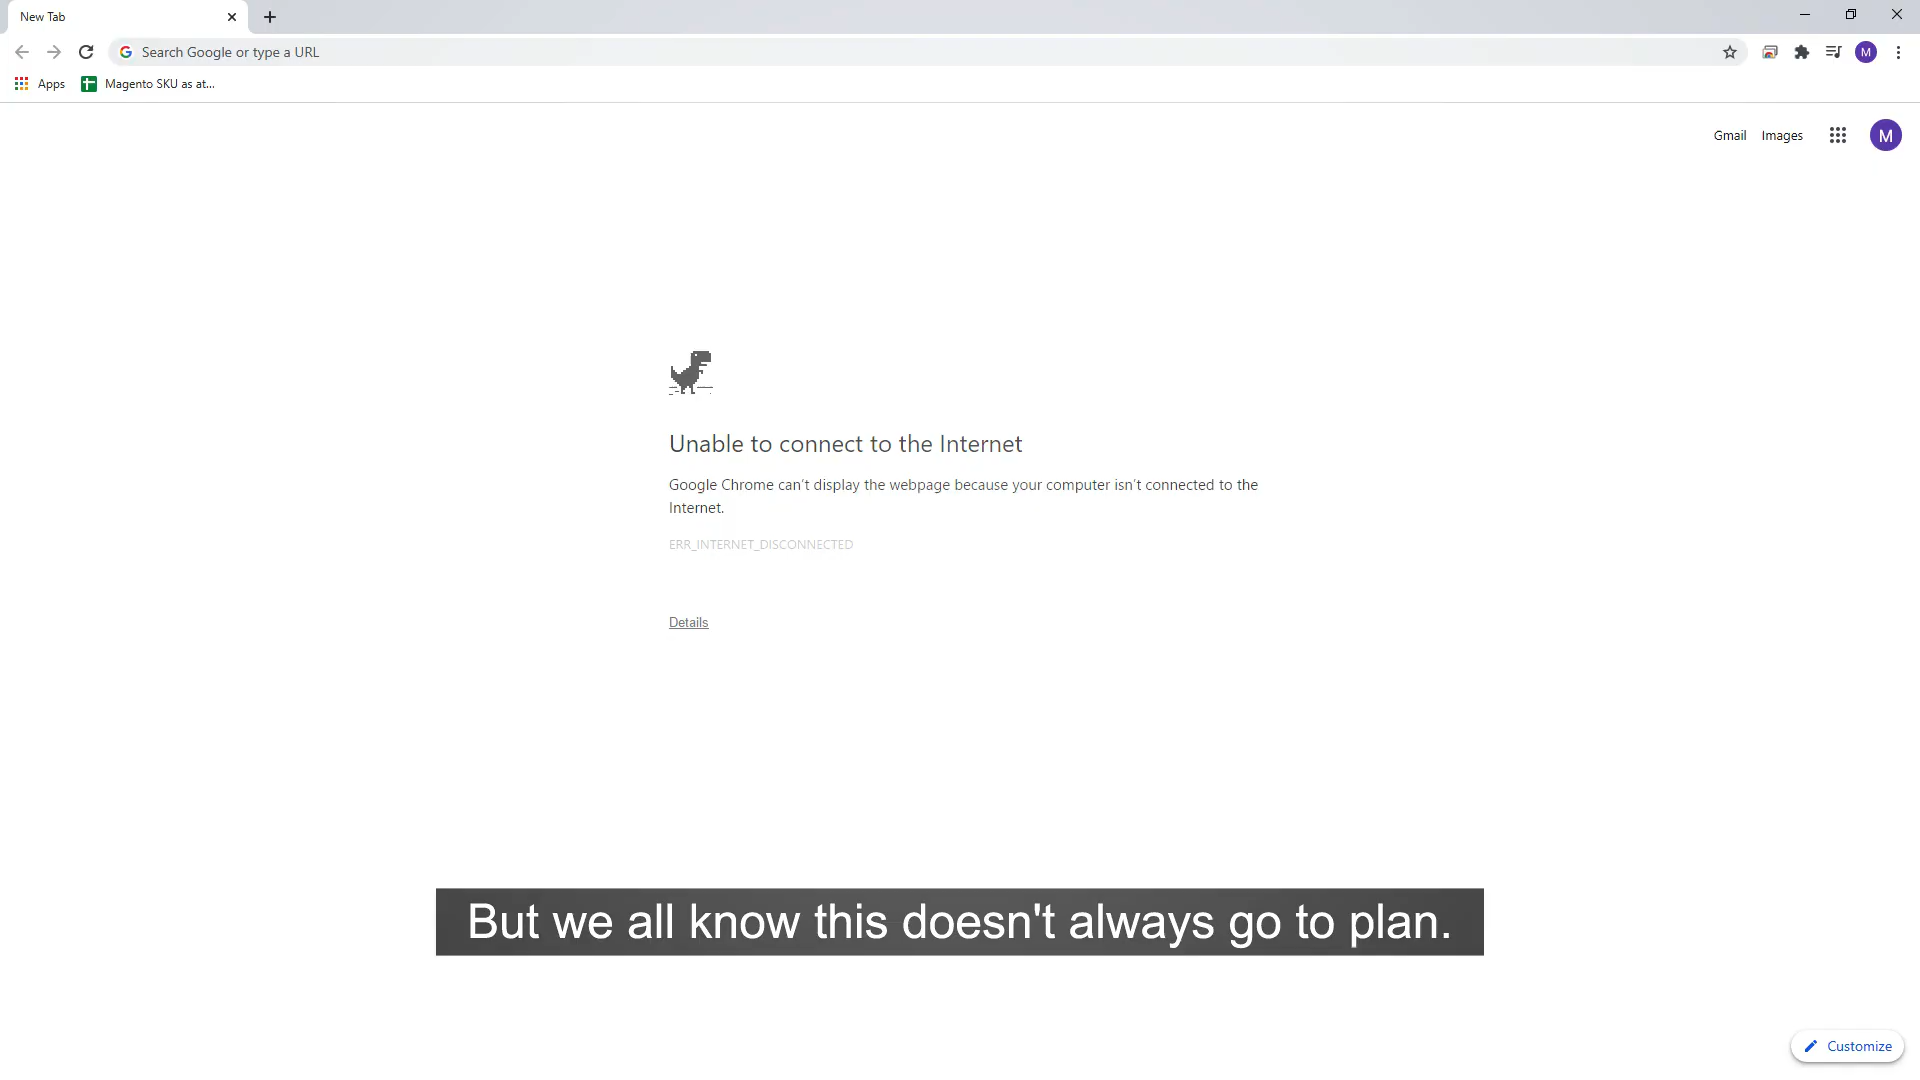 New Tab
Search Google or type a URL
M
Apps
Magento SKU as at...
Gmail
Images
M
Unable to connect to the Internet
Google Chrome can't display the webpage because your computer isn't connected to the
Internet.
ERR_INTERNET_DISCONNECTED
Details
But we all know this doesn't always go to plan.
Customize